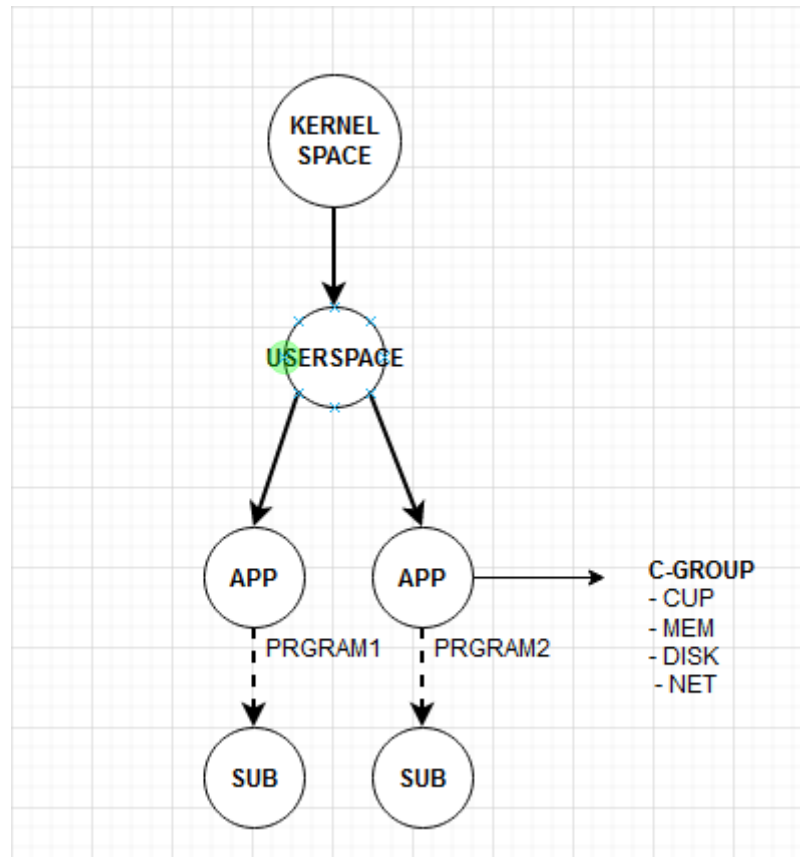 KERNEL
SPACE
USERSPACE
APP
APP
C-GROUP
- CUP
- MEM
- DISK
- NET
PRGRAM1
PRGRAM2
SUB
SUB